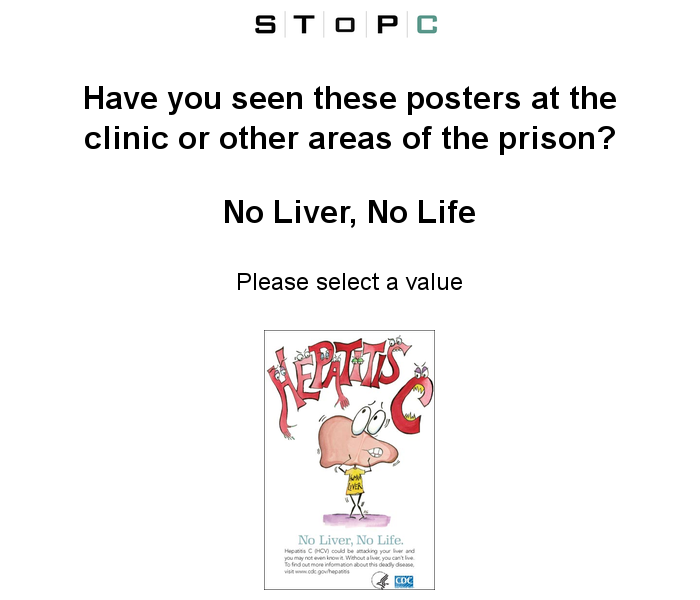 STOPC
Have you seen these posters at the
clinic or other areas of the prison?
No Liver, No Life
Please select a value
HEPATITIS C
No Liver, No Life.
Hepatitis C (HCV) could be attacking your liver and
you may not even know it. Without a liver, you can't live.
To find out more information about this deadly disease,
visit www.cdc.gov/hepatitis
CDC